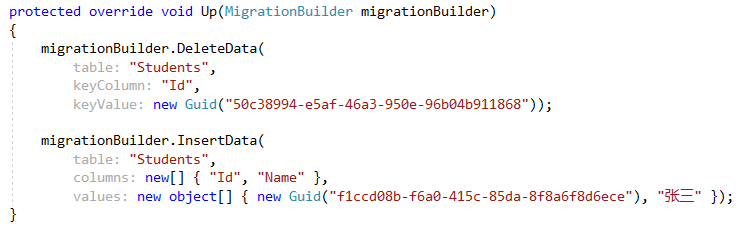 protected override void Up(MigrationBuilder migrationBuilder)
{
migrationBuilder.DeleteData(
table: "Students",
keyColumn: "Id",
keyValue: new Guid("50c38994-e5af-46a3-950e-96b04b911868"));
migrationBuilder.InsertData(
table: "Students",
columns: new[] { "Id", "Name" },
values: new object[] { new Guid("f1ccd08b-f6a0-415c-85da-8f8a6f8d6ece"), "张三" });
}